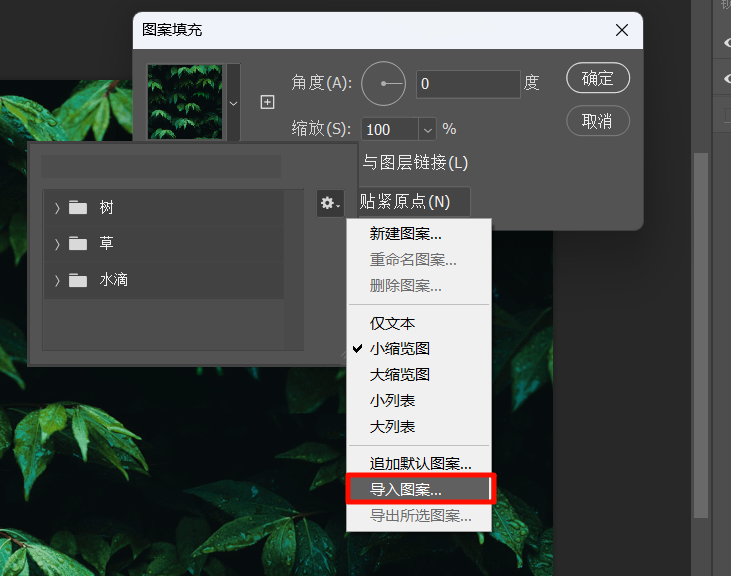 图案填充
角度(A):
0
度
确定
缩放(S):
100
%
取消
与图层链接(L)
贴紧原点(N)
树
草
水滴
新建图案...
重命名图案...
删除图案...
仅文本
小缩览图
大缩览图
小列表
大列表
追加默认图案...
导入图案...
导出所选图案...